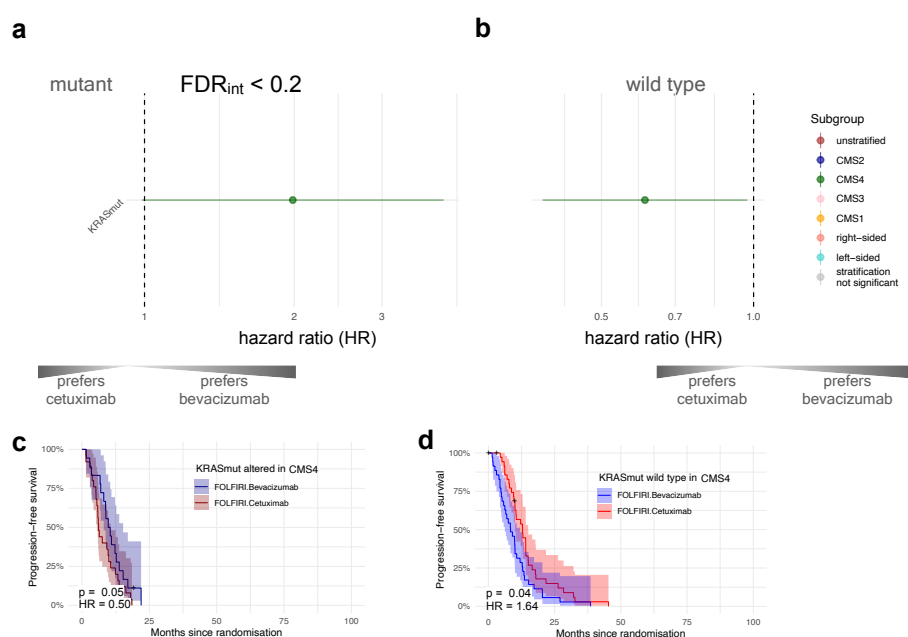 a
b
mutant
FDRint < 0.2
wild type
KRASmut
1
2
3
hazard ratio (HR)
0.5
0.7
1.0
hazard ratio (HR)
Subgroup
unstratified
CMS2
CMS4
CMS3
CMS1
right−sided
left−sided
stratification
not significant
prefers
cetuximab
prefers
bevacizumab
prefers
cetuximab
prefers
bevacizumab
c
KRASmut altered in CMS4
FOLFIRI.Bevacizumab
FOLFIRI.Cetuximab
Progression−free survival
100%
75%
50%
25%
0%
p = 0.05
HR = 0.50
0
25
50
75
100
Months since randomisation
d
KRASmut wild type in CMS4
FOLFIRI.Bevacizumab
FOLFIRI.Cetuximab
Progression−free survival
100%
75%
50%
25%
0%
p = 0.04
HR = 1.64
0
25
50
75
100
Months since randomisation